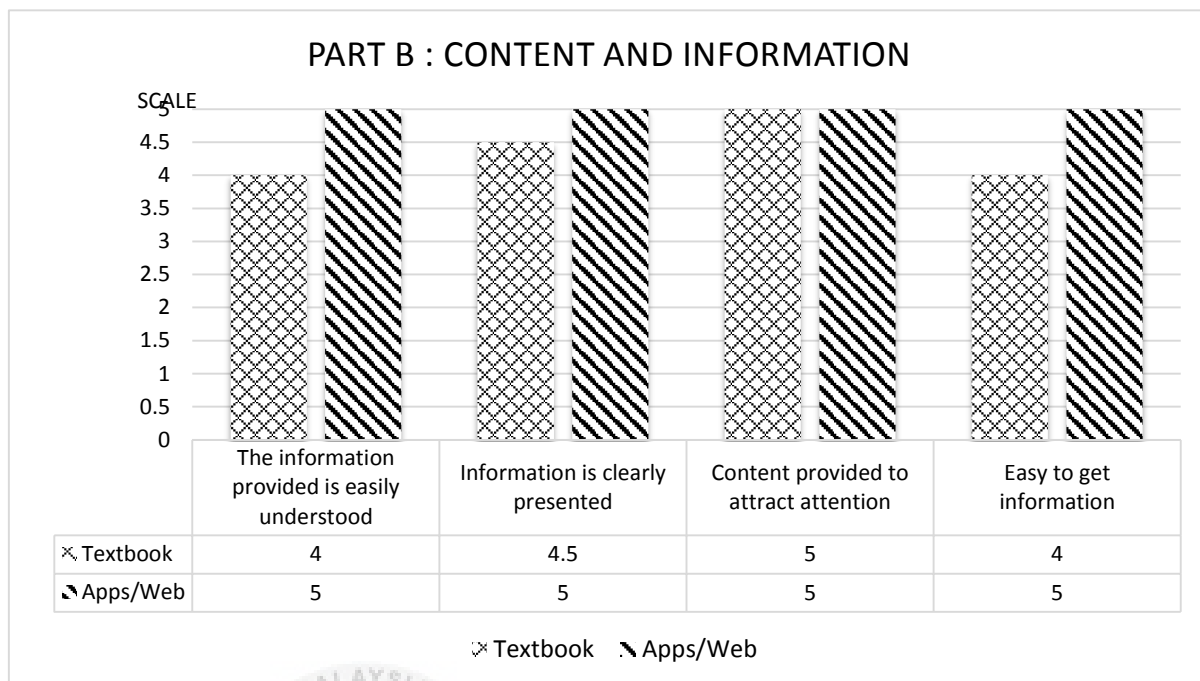 PART B : CONTENT AND INFORMATION
SCALE
5
4.5
4
3.5
3
2.5
2
1.5
1
0.5
0
The information
provided is easily
understood
Information is clearly
presented
Content provided to
attract attention
Easy to get
information
Textbook 4 4.5 5 4
Apps/Web 5 5 5 5
Textbook Apps/Web